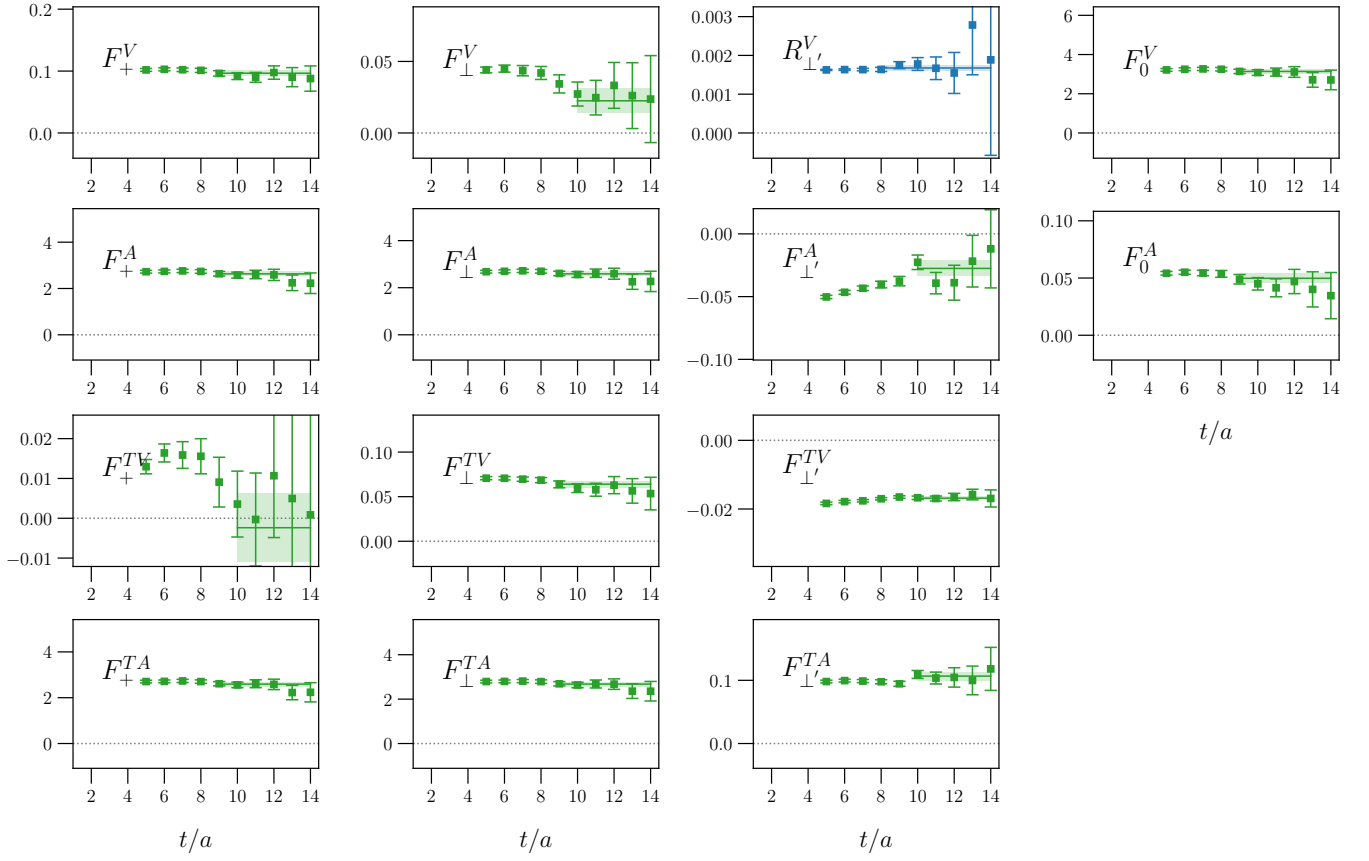 0.2
0.1
0.0
F_+^V
2 4 6 8 10 12 14
0.05
0.00
F_⊥^V
2 4 6 8 10 12 14
0.003
0.002
0.001
0.000
R_{⊥′}^V
2 4 6 8 10 12 14
6
4
2
0
F_0^V
2 4 6 8 10 12 14
4
2
0
F_+^A
2 4 6 8 10 12 14
4
2
0
F_⊥^A
2 4 6 8 10 12 14
0.00
−0.05
−0.10
F_{⊥′}^A
2 4 6 8 10 12 14
0.10
0.05
0.00
F_0^A
2 4 6 8 10 12 14
t/a
0.02
0.01
0.00
−0.01
F_+^{TV}
2 4 6 8 10 12 14
0.10
0.05
0.00
F_⊥^{TV}
2 4 6 8 10 12 14
0.00
−0.02
F_{⊥′}^{TV}
2 4 6 8 10 12 14
4
2
0
F_+^{TA}
2 4 6 8 10 12 14
t/a
4
2
0
F_⊥^{TA}
2 4 6 8 10 12 14
t/a
0.1
0.0
F_{⊥′}^{TA}
2 4 6 8 10 12 14
t/a